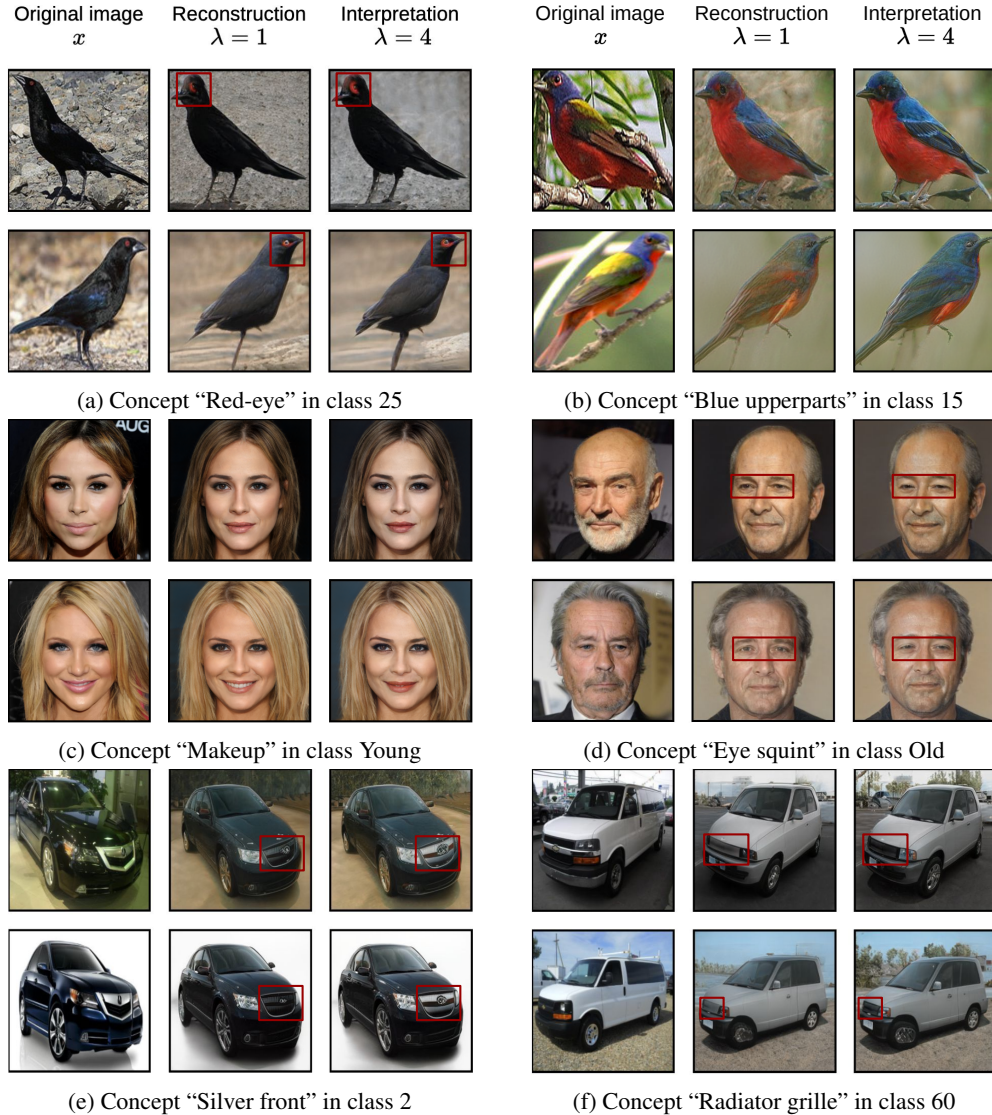 Original image Reconstruction Interpretation Original image Reconstruction Interpretation
x λ = 1 λ = 4 x λ = 1 λ = 4
(a) Concept “Red-eye” in class 25 (b) Concept “Blue upperparts” in class 15
AUG
(c) Concept “Makeup” in class Young (d) Concept “Eye squint” in class Old
(e) Concept “Silver front” in class 2 (f) Concept “Radiator grille” in class 60